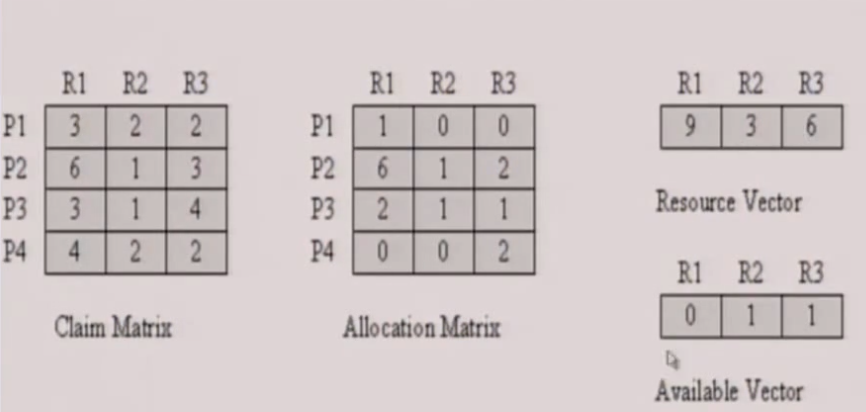 R1 R2 R3
P1 3 2 2
P2 6 1 3
P3 3 1 4
P4 4 2 2
Claim Matrix
R1 R2 R3
P1 1 0 0
P2 6 1 2
P3 2 1 1
P4 0 0 2
Allocation Matrix
R1 R2 R3
9 3 6
Resource Vector
R1 R2 R3
0 1 1
Available Vector